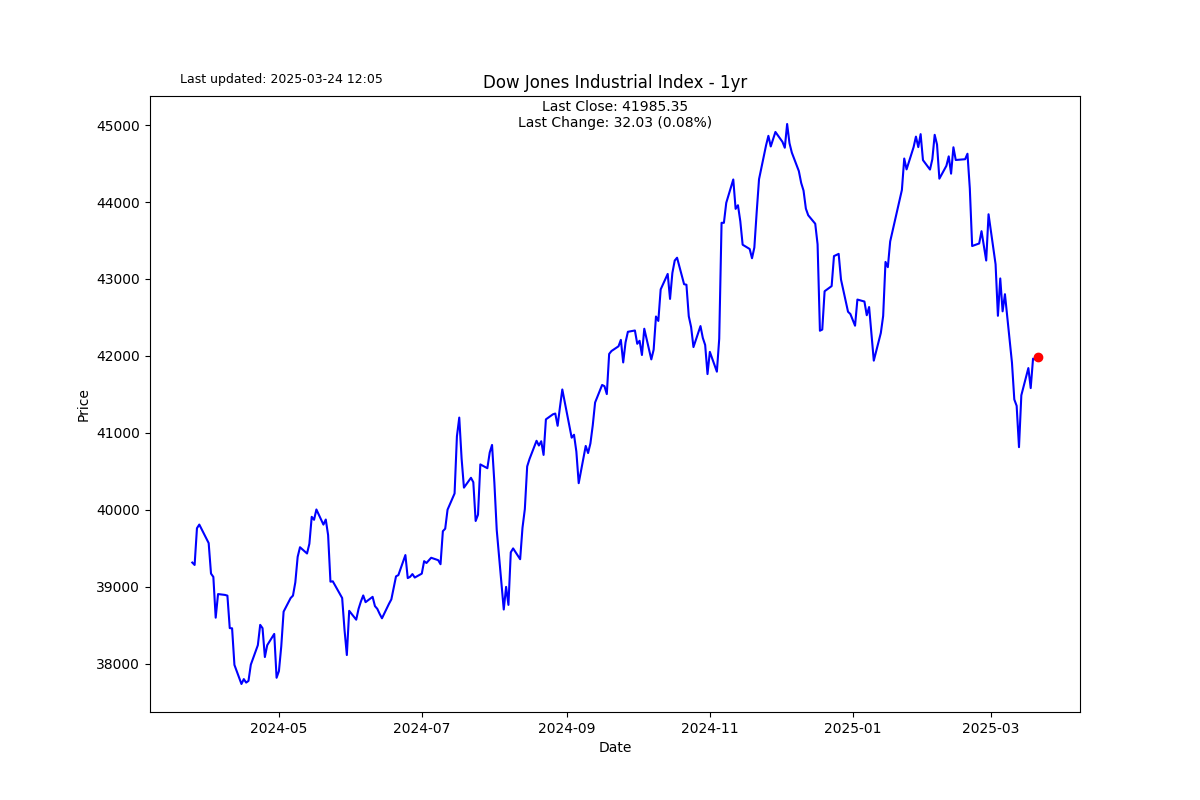 Last updated: 2025-03-24 12:05
Dow Jones Industrial Index - 1yr
Last Close: 41985.35
Last Change: 32.03 (0.08%)
45000
44000
43000
42000
41000
40000
39000
38000
Price
2024-05
2024-07
2024-09
2024-11
2025-01
2025-03
Date